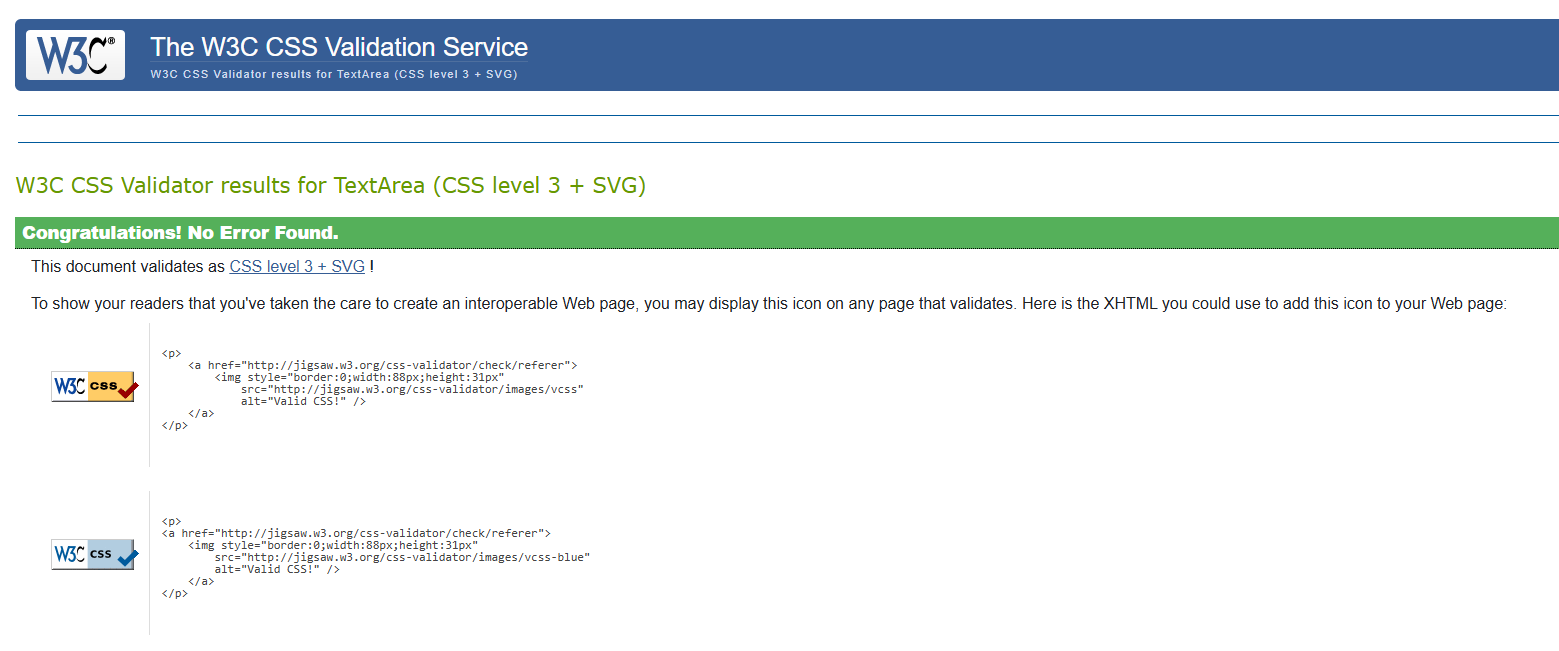 W3C®
The W3C CSS Validation Service
W3C CSS Validator results for TextArea (CSS level 3 + SVG)
W3C CSS Validator results for TextArea (CSS level 3 + SVG)
Congratulations! No Error Found.
This document validates as CSS level 3 + SVG !
To show your readers that you've taken the care to create an interoperable Web page, you may display this icon on any page that validates. Here is the XHTML you could use to add this icon to your Web page:
W3C css
<p>
    <a href="http://jigsaw.w3.org/css-validator/check/referer">
        <img style="border:0;width:88px;height:31px"
            src="http://jigsaw.w3.org/css-validator/images/vcss"
            alt="Valid CSS!" />
    </a>
</p>
W3C css
<p>
<a href="http://jigsaw.w3.org/css-validator/check/referer">
    <img style="border:0;width:88px;height:31px"
        src="http://jigsaw.w3.org/css-validator/images/vcss-blue"
        alt="Valid CSS!" />
    </a>
</p>